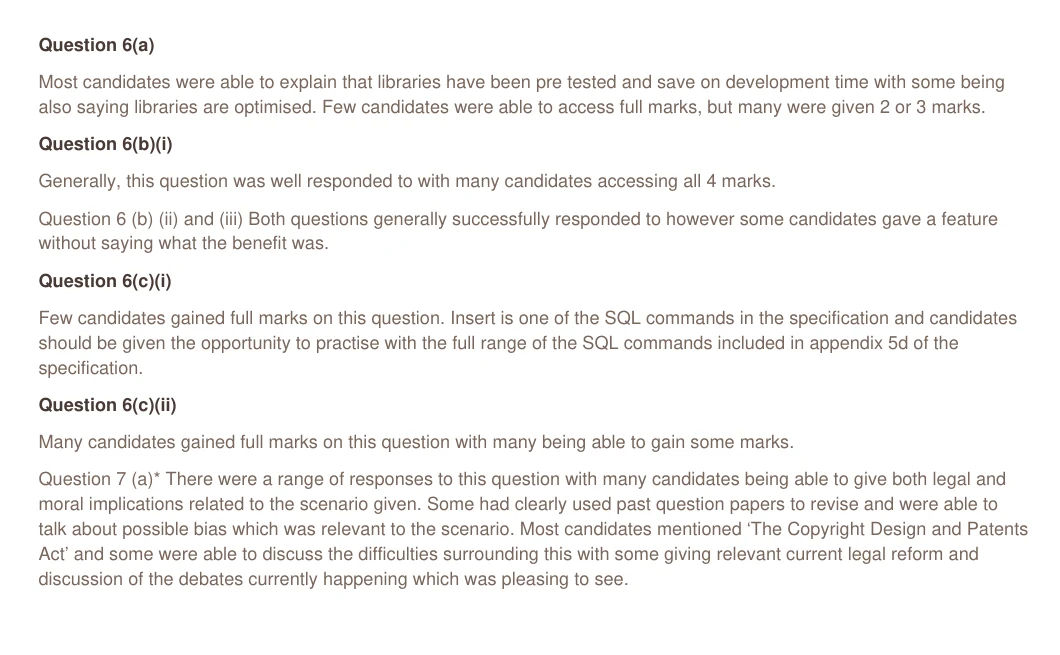 Question 6(a)
Most candidates were able to explain that libraries have been pre tested and save on development time with some being
also saying libraries are optimised. Few candidates were able to access full marks, but many were given 2 or 3 marks.
Question 6(b)(i)
Generally, this question was well responded to with many candidates accessing all 4 marks.
Question 6 (b) (ii) and (iii) Both questions generally successfully responded to however some candidates gave a feature
without saying what the benefit was.
Question 6(c)(i)
Few candidates gained full marks on this question. Insert is one of the SQL commands in the specification and candidates
should be given the opportunity to practise with the full range of the SQL commands included in appendix 5d of the
specification.
Question 6(c)(ii)
Many candidates gained full marks on this question with many being able to gain some marks.
Question 7 (a)* There were a range of responses to this question with many candidates being able to give both legal and
moral implications related to the scenario given. Some had clearly used past question papers to revise and were able to
talk about possible bias which was relevant to the scenario. Most candidates mentioned ‘The Copyright Design and Patents
Act’ and some were able to discuss the difficulties surrounding this with some giving relevant current legal reform and
discussion of the debates currently happening which was pleasing to see.